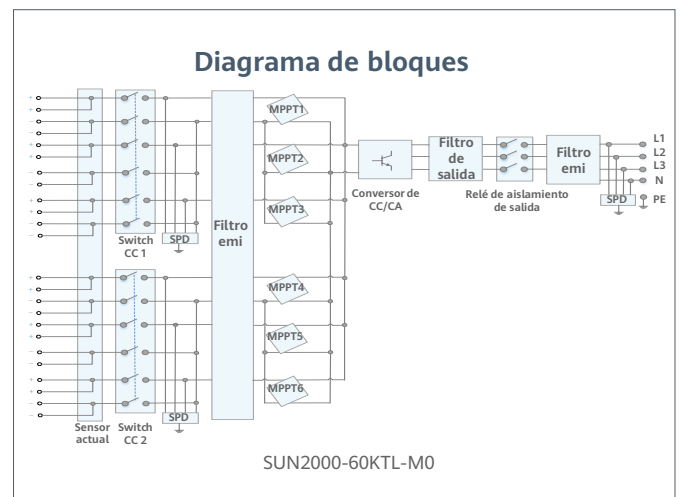 Diagrama de bloques
+
+
−
−
+
+
−
−
+
+
−
−
Switch
CC 1
SPD
Filtro
emi
MPPT1
MPPT2
MPPT3
MPPT4
MPPT5
MPPT6
Conversor de
CC/CA
Filtro
de
salida
Relé de aislamiento
de salida
Filtro
emi
L1
L2
L3
N
PE
SPD
+
+
−
−
+
+
−
−
+
+
−
−
Sensor
actual
Switch
CC 2
SPD
SUN2000-60KTL-M0